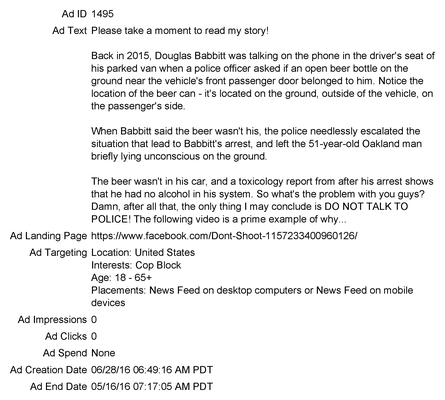 Ad ID 1495
Ad Text Please take a moment to read my story!
Back in 2015, Douglas Babbitt was talking on the phone in the driver's seat of
his parked van when a police officer asked if an open beer bottle on the
ground near the vehicle's front passenger door belonged to him. Notice the
location of the beer can - it's located on the ground, outside of the vehicle, on
the passenger's side.
When Babbitt said the beer wasn't his, the police needlessly escalated the
situation that lead to Babbitt's arrest, and left the 51-year-old Oakland man
briefly lying unconscious on the ground.
The beer wasn't in his car, and a toxicology report from after his arrest shows
that he had no alcohol in his system. So what's the problem with you guys?
Damn, after all that, the only thing I may conclude is DO NOT TALK TO
POLICE! The following video is a prime example of why...
Ad Landing Page https://www.facebook.com/Dont-Shoot-1157233400960126/
Ad Targeting Location: United States
Interests: Cop Block
Age: 18 - 65+
Placements: News Feed on desktop computers or News Feed on mobile
devices
Ad Impressions 0
Ad Clicks 0
Ad Spend None
Ad Creation Date 06/28/16 06:49:16 AM PDT
Ad End Date 05/16/16 07:17:05 AM PDT